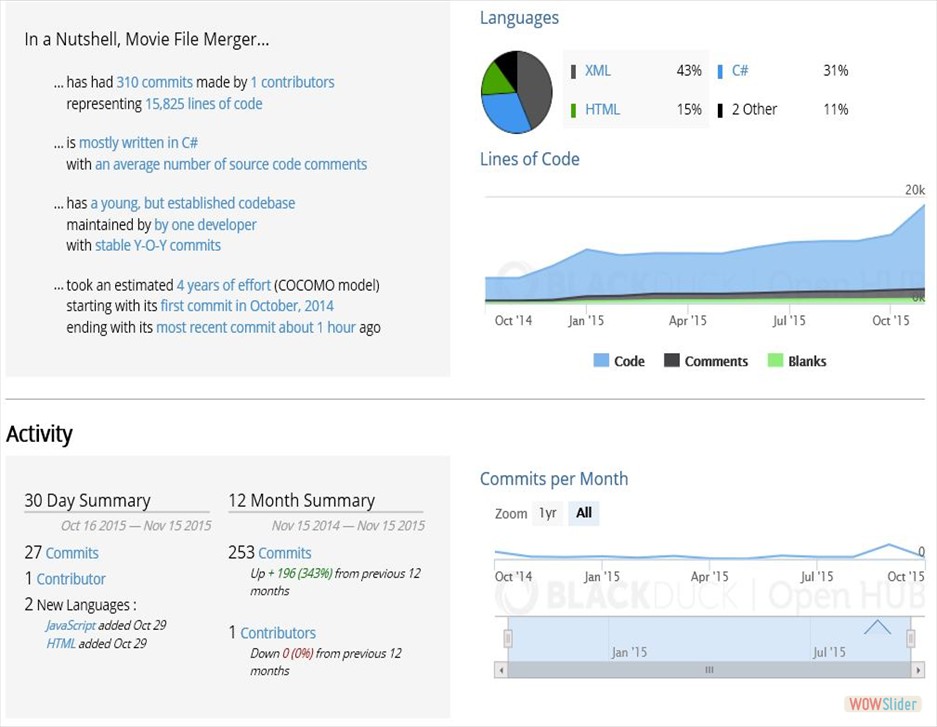 In a Nutshell, Movie File Merger...
... has had 310 commits made by 1 contributors
representing 15,825 lines of code
... is mostly written in C#
with an average number of source code comments
... has a young, but established codebase
maintained by by one developer
with stable Y-O-Y commits
... took an estimated 4 years of effort (COCOMO model)
starting with its first commit in October, 2014
ending with its most recent commit about 1 hour ago
Languages
XML 43% C# 31%
HTML 15% 2 Other 11%
Lines of Code
20k
BLACKDUCK | Open HUB
0k
Oct '14 Jan '15 Apr '15 Jul '15 Oct '15
Code Comments Blanks
Activity
30 Day Summary
Oct 16 2015 — Nov 15 2015
27 Commits
1 Contributor
2 New Languages :
JavaScript added Oct 29
HTML added Oct 29
12 Month Summary
Nov 15 2014 — Nov 15 2015
253 Commits
Up + 196 (343%) from previous 12
months
1 Contributors
Down 0 (0%) from previous 12
months
Commits per Month
Zoom 1yr All
0
Oct '14 Jan '15 Apr '15 Jul '15 Oct '15
BLACKDUCK | Open HUB
Jan '15 Jul '15
WOWSlider